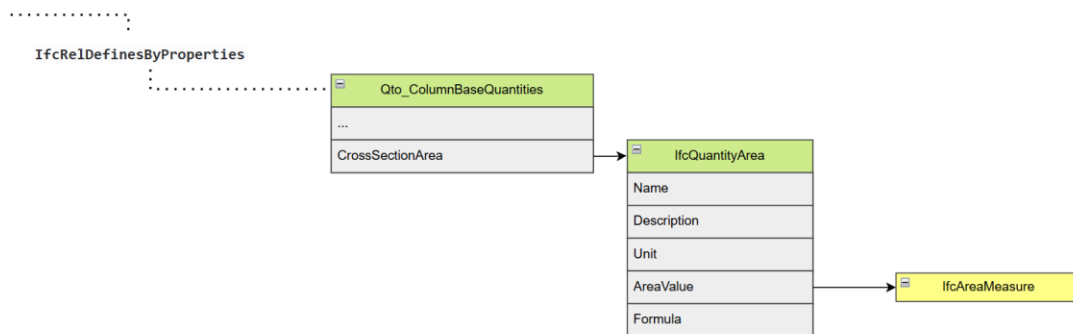 IfcRelDefinesByProperties
Qto_ColumnBaseQuantities
...
CrossSectionArea
IfcQuantityArea
Name
Description
Unit
AreaValue
IfcAreaMeasure
Formula